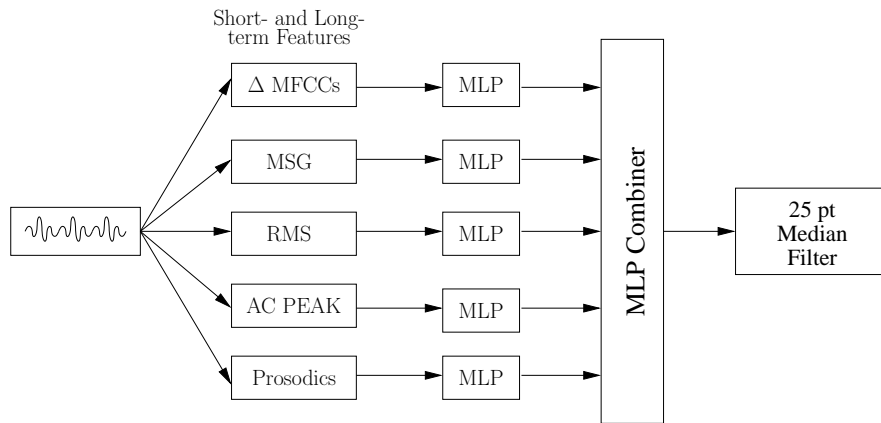 Short- and Long-
term Features
Δ MFCCs
MLP
MSG
MLP
RMS
MLP
AC PEAK
MLP
Prosodics
MLP
MLP Combiner
25 pt
Median
Filter